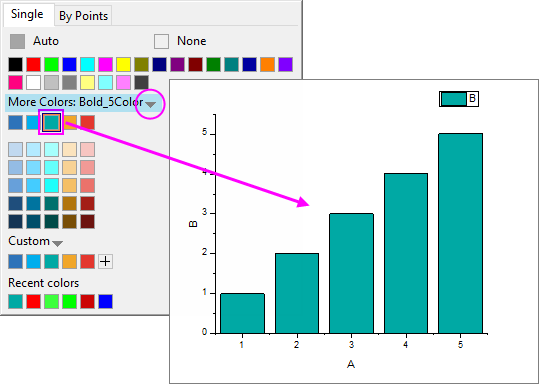 Single By Points
Auto None
More Colors: Bold_5Color
Custom
Recent colors
B
5
4
3
2
1
0
B
1 2 3 4 5
A